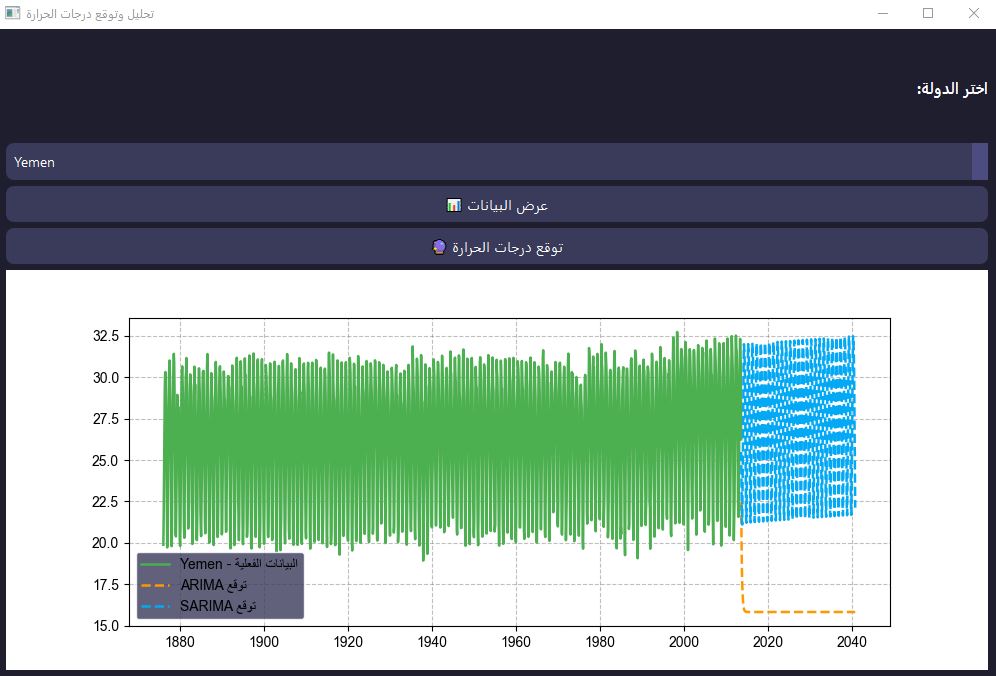 تحليل وتوقع درجات الحرارة
اختر الدولة:
Yemen
عرض البيانات
توقع درجات الحرارة
32.5
30.0
27.5
25.0
22.5
20.0
17.5
15.0
البيانات الفعلية - Yemen
توقع ARIMA
توقع SARIMA
1880 1900 1920 1940 1960 1980 2000 2020 2040